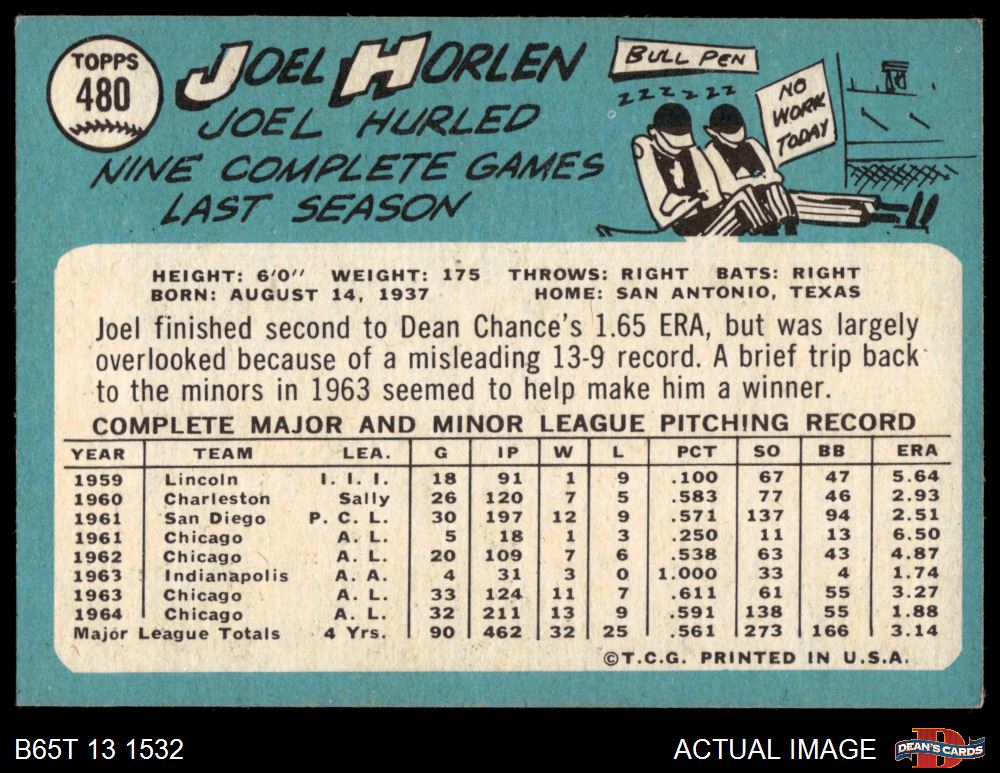 TOPPS
480
JOEL HORLEN
JOEL HURLED
NINE COMPLETE GAMES
LAST SEASON
BULL PEN
ZZZZZZZ
NO
WORK
TODAY
HEIGHT: 6'0" WEIGHT: 175 THROWS: RIGHT BATS: RIGHT
BORN: AUGUST 14, 1937 HOME: SAN ANTONIO, TEXAS
Joel finished second to Dean Chance's 1.65 ERA, but was largely
overlooked because of a misleading 13-9 record. A brief trip back
to the minors in 1963 seemed to help make him a winner.
COMPLETE MAJOR AND MINOR LEAGUE PITCHING RECORD
YEAR TEAM LEA. G IP W L PCT SO BB ERA
1959 Lincoln I. I. I. 18 91 1 9 .100 67 47 5.64
1960 Charleston Sally 26 120 7 5 .583 77 46 2.93
1961 San Diego P. C. L. 30 197 12 9 .571 137 94 2.51
1961 Chicago A. L. 5 18 1 3 .250 11 13 6.50
1962 Chicago A. L. 20 109 7 6 .538 63 43 4.87
1963 Indianapolis A. A. 4 31 3 0 1.000 33 4 1.74
1963 Chicago A. L. 33 124 11 7 .611 61 55 3.27
1964 Chicago A. L. 32 211 13 9 .591 138 55 1.88
Major League Totals 4 Yrs. 90 462 32 25 .561 273 166 3.14
©T.C.G. PRINTED IN U.S.A.
B65T 13 1532
ACTUAL IMAGE
DEAN'S CARDS